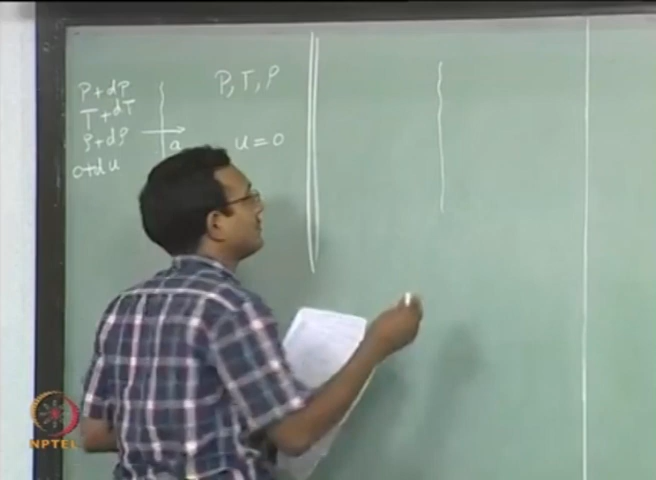 P+dP
T+dT
ρ+dρ
0+du
a
P, T, ρ
u=0
NPTEL